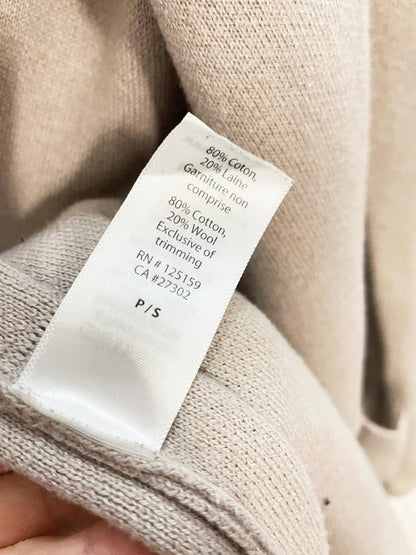 80% Coton,
20% Laine
Garniture non
comprise
80% Cotton,
20% Wool
Exclusive of
trimming
RN # 125159
CA #27302
P / S